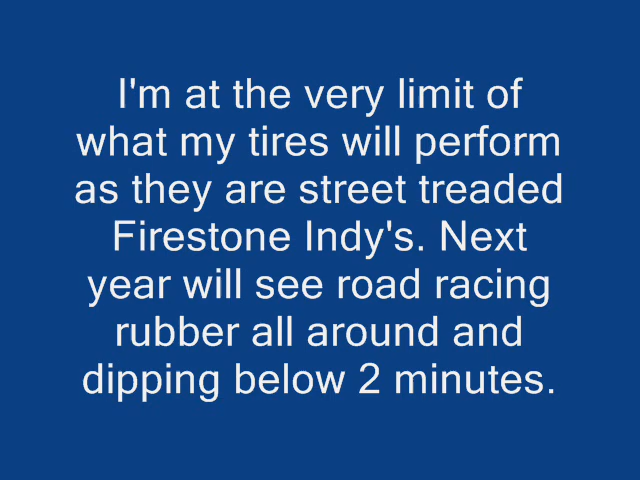 I'm at the very limit of
what my tires will perform
as they are street treaded
Firestone Indy's. Next
year will see road racing
rubber all around and
dipping below 2 minutes.